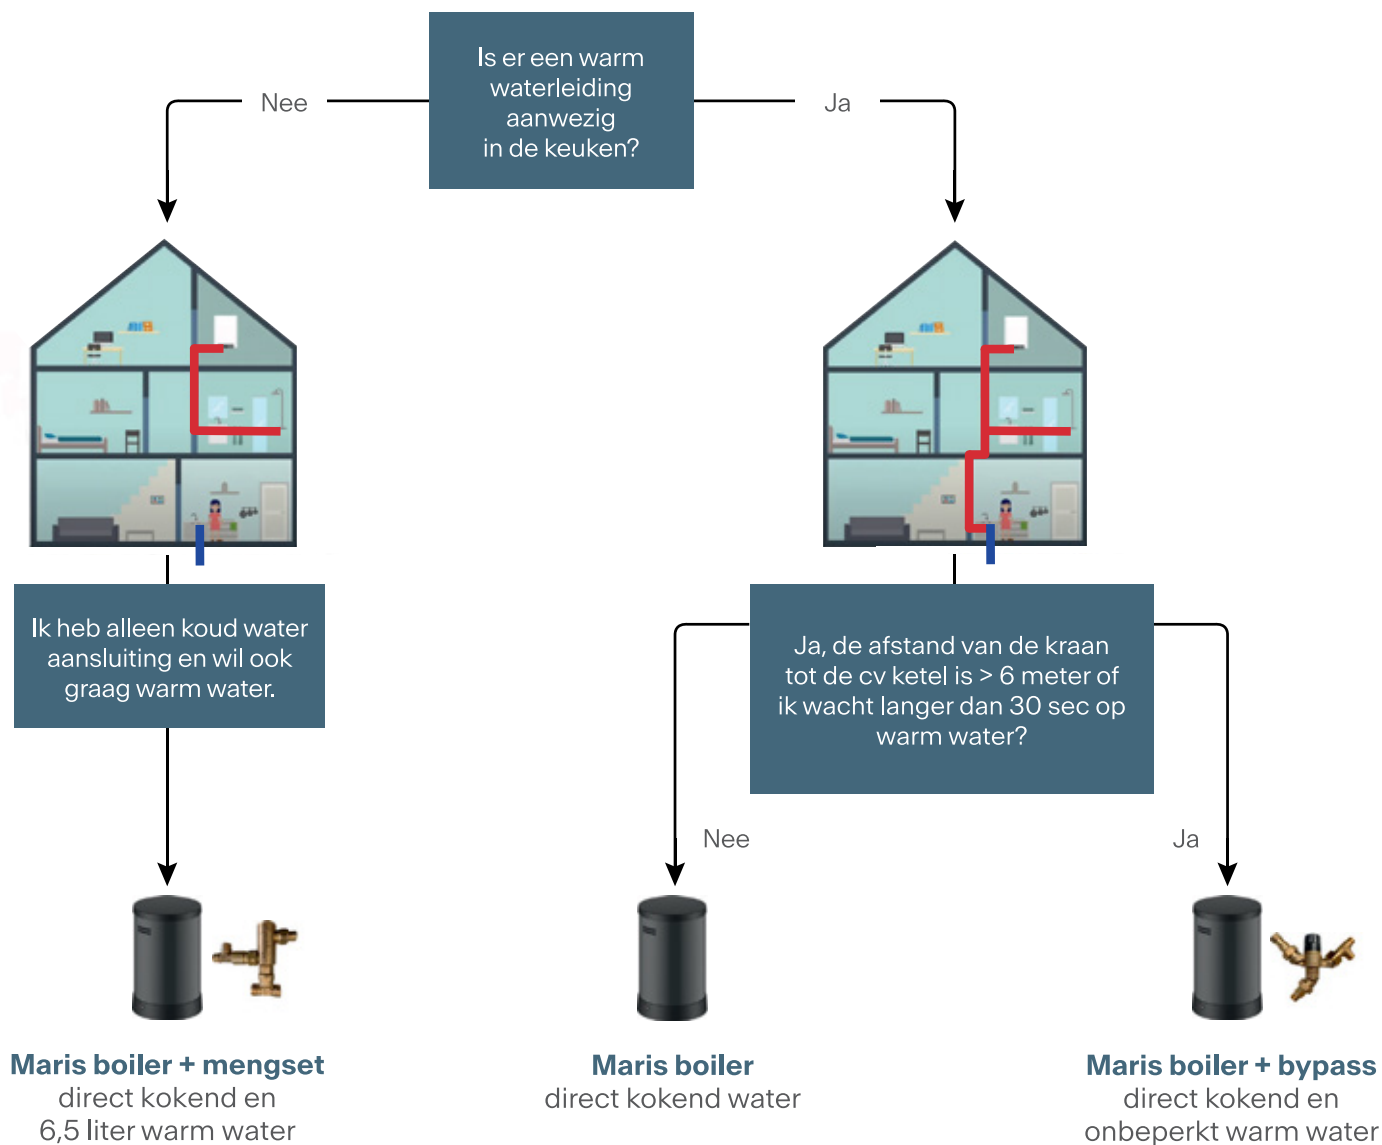 Is er een warm
waterleiding
aanwezig
in de keuken?
Nee
Ja
Ik heb alleen koud water
aansluiting en wil ook
graag warm water.
Ja, de afstand van de kraan
tot de cv ketel is > 6 meter of
ik wacht langer dan 30 sec op
warm water?
Nee
Ja
Maris boiler + mengset
direct kokend en
6,5 liter warm water
Maris boiler
direct kokend water
Maris boiler + bypass
direct kokend en
onbeperkt warm water